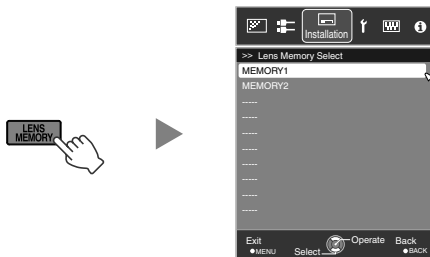 LENS
MEMORY
Installation
>> Lens Memory Select
MEMORY1
MEMORY2
-----
-----
-----
-----
-----
-----
-----
-----
Exit
●MENU
Select
Operate
Back
●BACK